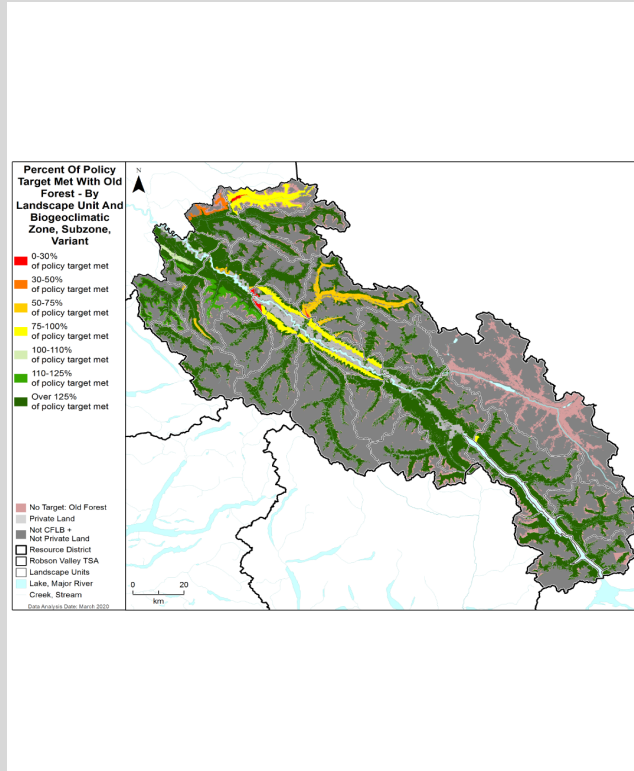 Percent Of Policy
Target Met With Old
Forest - By
Landscape Unit And
Biogeoclimatic
Zone, Subzone,
Variant
0-30%
of policy target met
30-50%
of policy target met
50-75%
of policy target met
75-100%
of policy target met
100-110%
of policy target met
110-125%
of policy target met
Over 125%
of policy target met
No Target: Old Forest
Private Land
Not CFLB +
Not Private Land
Resource District
Robson Valley TSA
Landscape Units
Lake, Major River
Creek, Stream
Data Analysis Date: March 2020
N
0 20
km